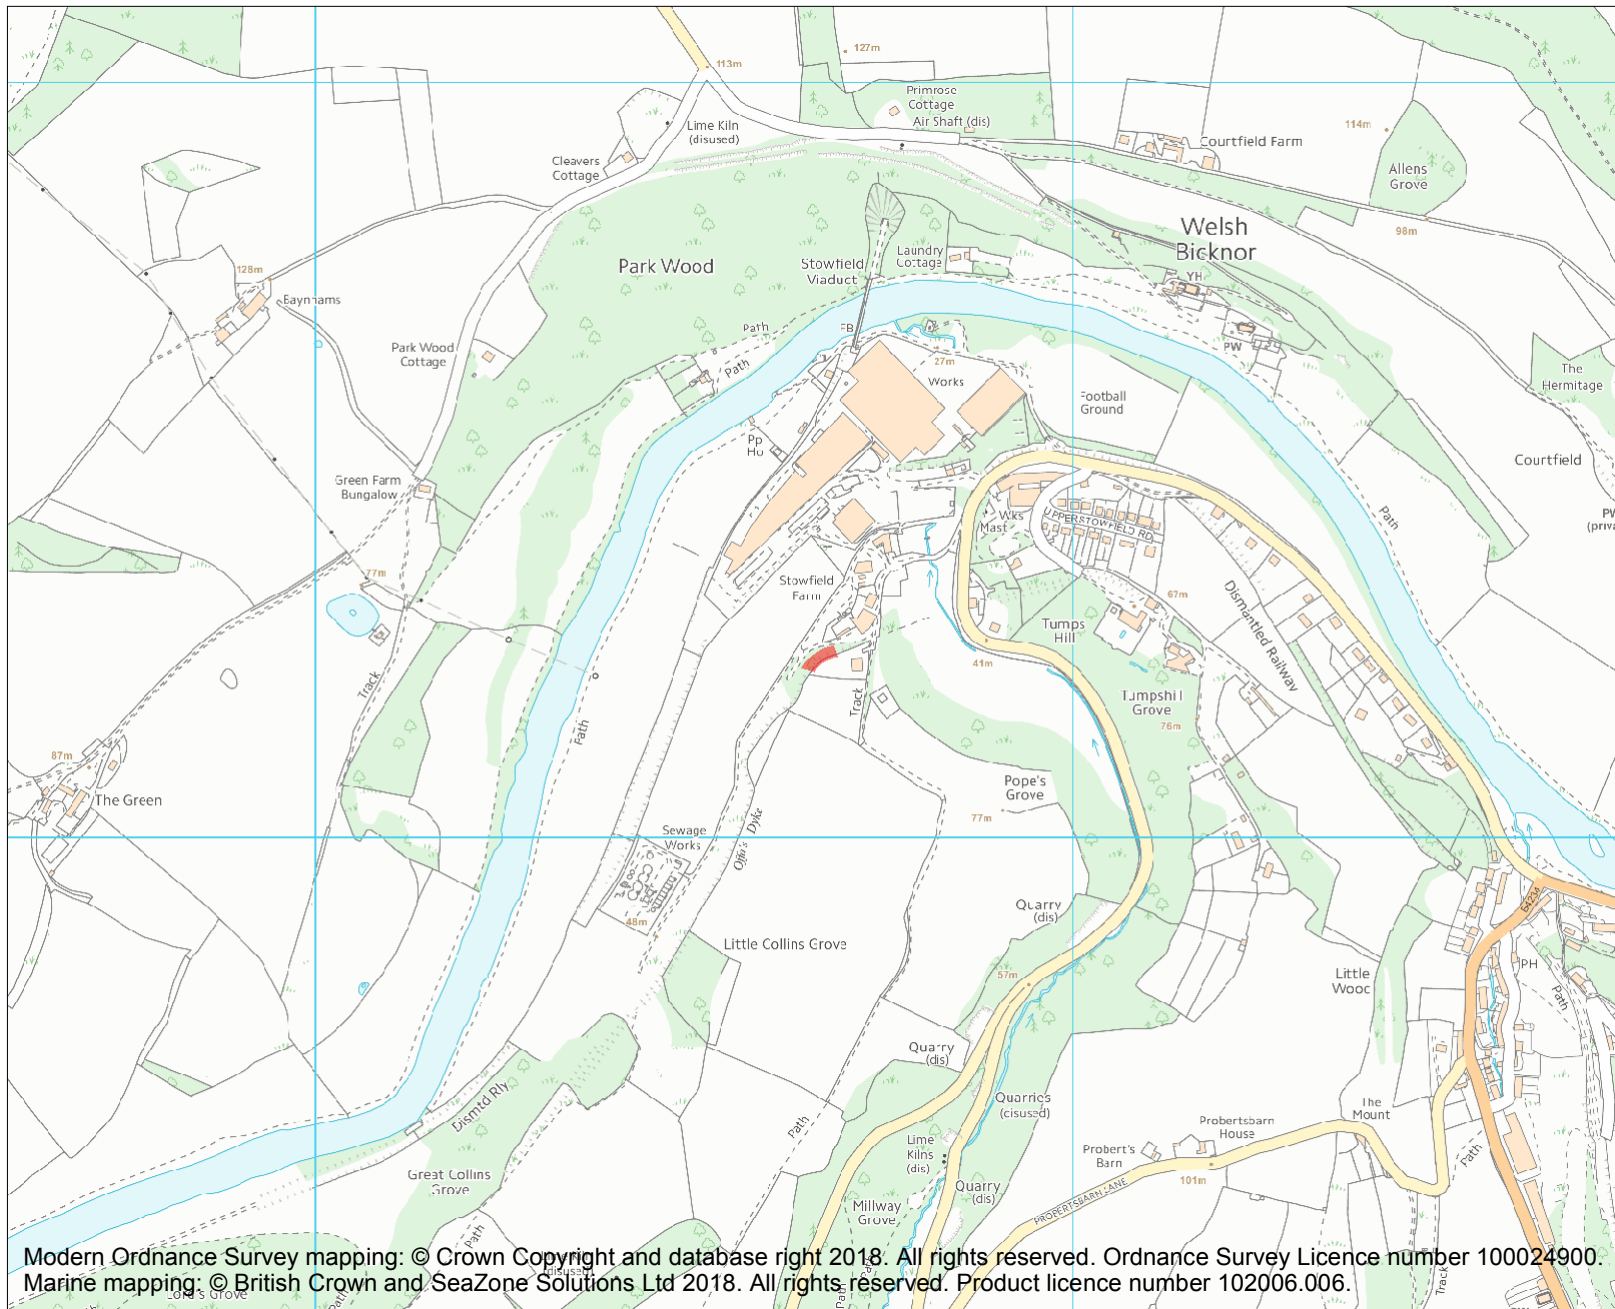 127m
113m
Primrose
Cottage
Air Shaft (dis)
Lime Kiln
(disused)
Courtfield Farm
114m
Cleavers
Cottage
Allens
Grove
98m
Welsh
Bicknor
Laundry
Cottage
Stowfield
Viaduct
Park Wood
128m
YH
FB
Path
Park Wood
Cottage
Path
27m
PW
The
Hermitage
Works
Football
Ground
Pp
Ho
Courtfield
Green Farm
Bungalow
Wks
Mast
UPPERSTOWFIELD RD
Path
77m
Stowfield
Farm
67m
Dismantled Railway
Tumps
Hill
41m
Track
Track
Path
Grove
76m
87m
The Green
Pope's
Grove
77m
Sewage
Works
Offa's Dyke
48m
Quarry
(dis)
B4234
Little Collins Grove
57m
Little
PH
Path
Quarry
(dis)
Quarries
Dismtd Rly
The
Mount
Path
Probertsbarn
House
Lime
Kilns
(dis)
Probert's
Barn
Path
Great Collins
Grove
101m
Quarry
(dis)
PROBERTSBARN LANE
Millway
Grove
Path
Track
Path
Path
Lord's Grove
Modern Ordnance Survey mapping: © Crown Copyright and database right 2018. All rights reserved. Ordnance Survey Licence number 100024900.
Marine mapping: © British Crown and SeaZone Solutions Ltd 2018. All rights reserved. Product licence number 102006.006.